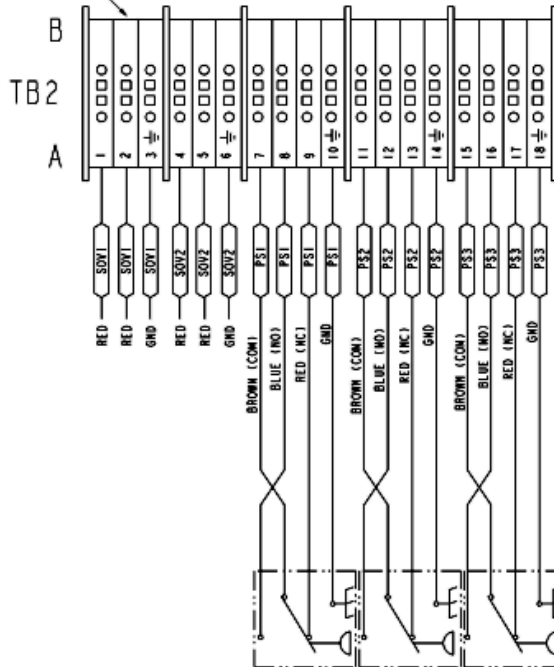 B
TB2
A
1 2 3 4 5 6 7 8 9 10 11 12 13 14 15 16 17 18
SOV1 SOV1 SOV1 SOV2 SOV2 SOV2 PS1 PS1 PS1 PS1 PS2 PS2 PS2 PS2 PS3 PS3 PS3 PS3
RED RED GND RED RED GND BROWN (COM) BLUE (NO) RED (NC) GND BROWN (COM) BLUE (NO) RED (NC) GND BROWN (COM) BLUE (NO) RED (NC) GND